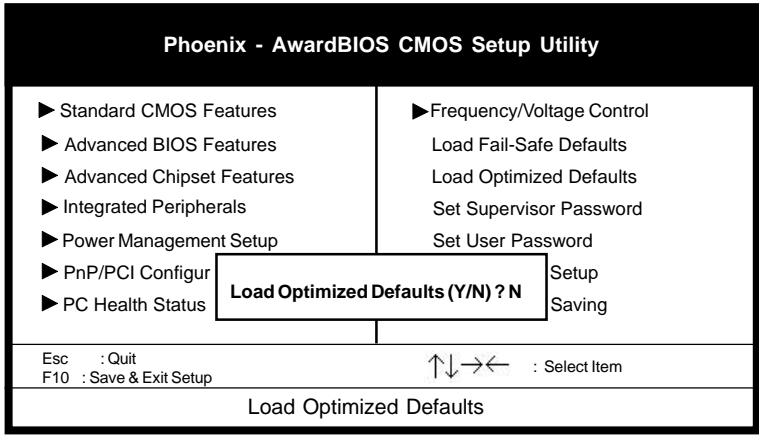 Phoenix - AwardBIOS CMOS Setup Utility
Standard CMOS Features
Advanced BIOS Features
Advanced Chipset Features
Integrated Peripherals
Power Management Setup
PnP/PCI Configur
PC Health Status
Frequency/Voltage Control
Load Fail-Safe Defaults
Load Optimized Defaults
Set Supervisor Password
Set User Password
Setup
Saving
Load Optimized Defaults (Y/N) ? N
Esc : Quit
F10 : Save & Exit Setup
↑↓→← : Select Item
Load Optimized Defaults